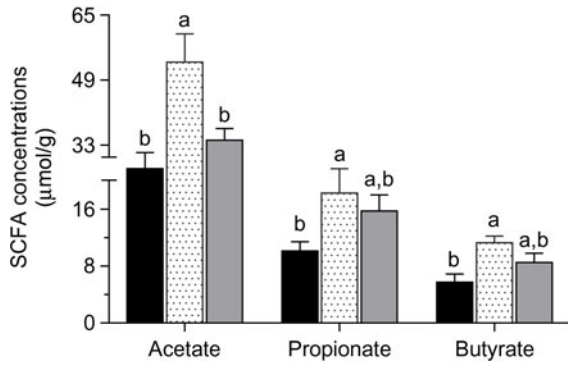 SCFA concentrations
(μmol/g)
65
49
33
16
8
0
b
a
b
b
a
a,b
b
a
a,b
Acetate
Propionate
Butyrate